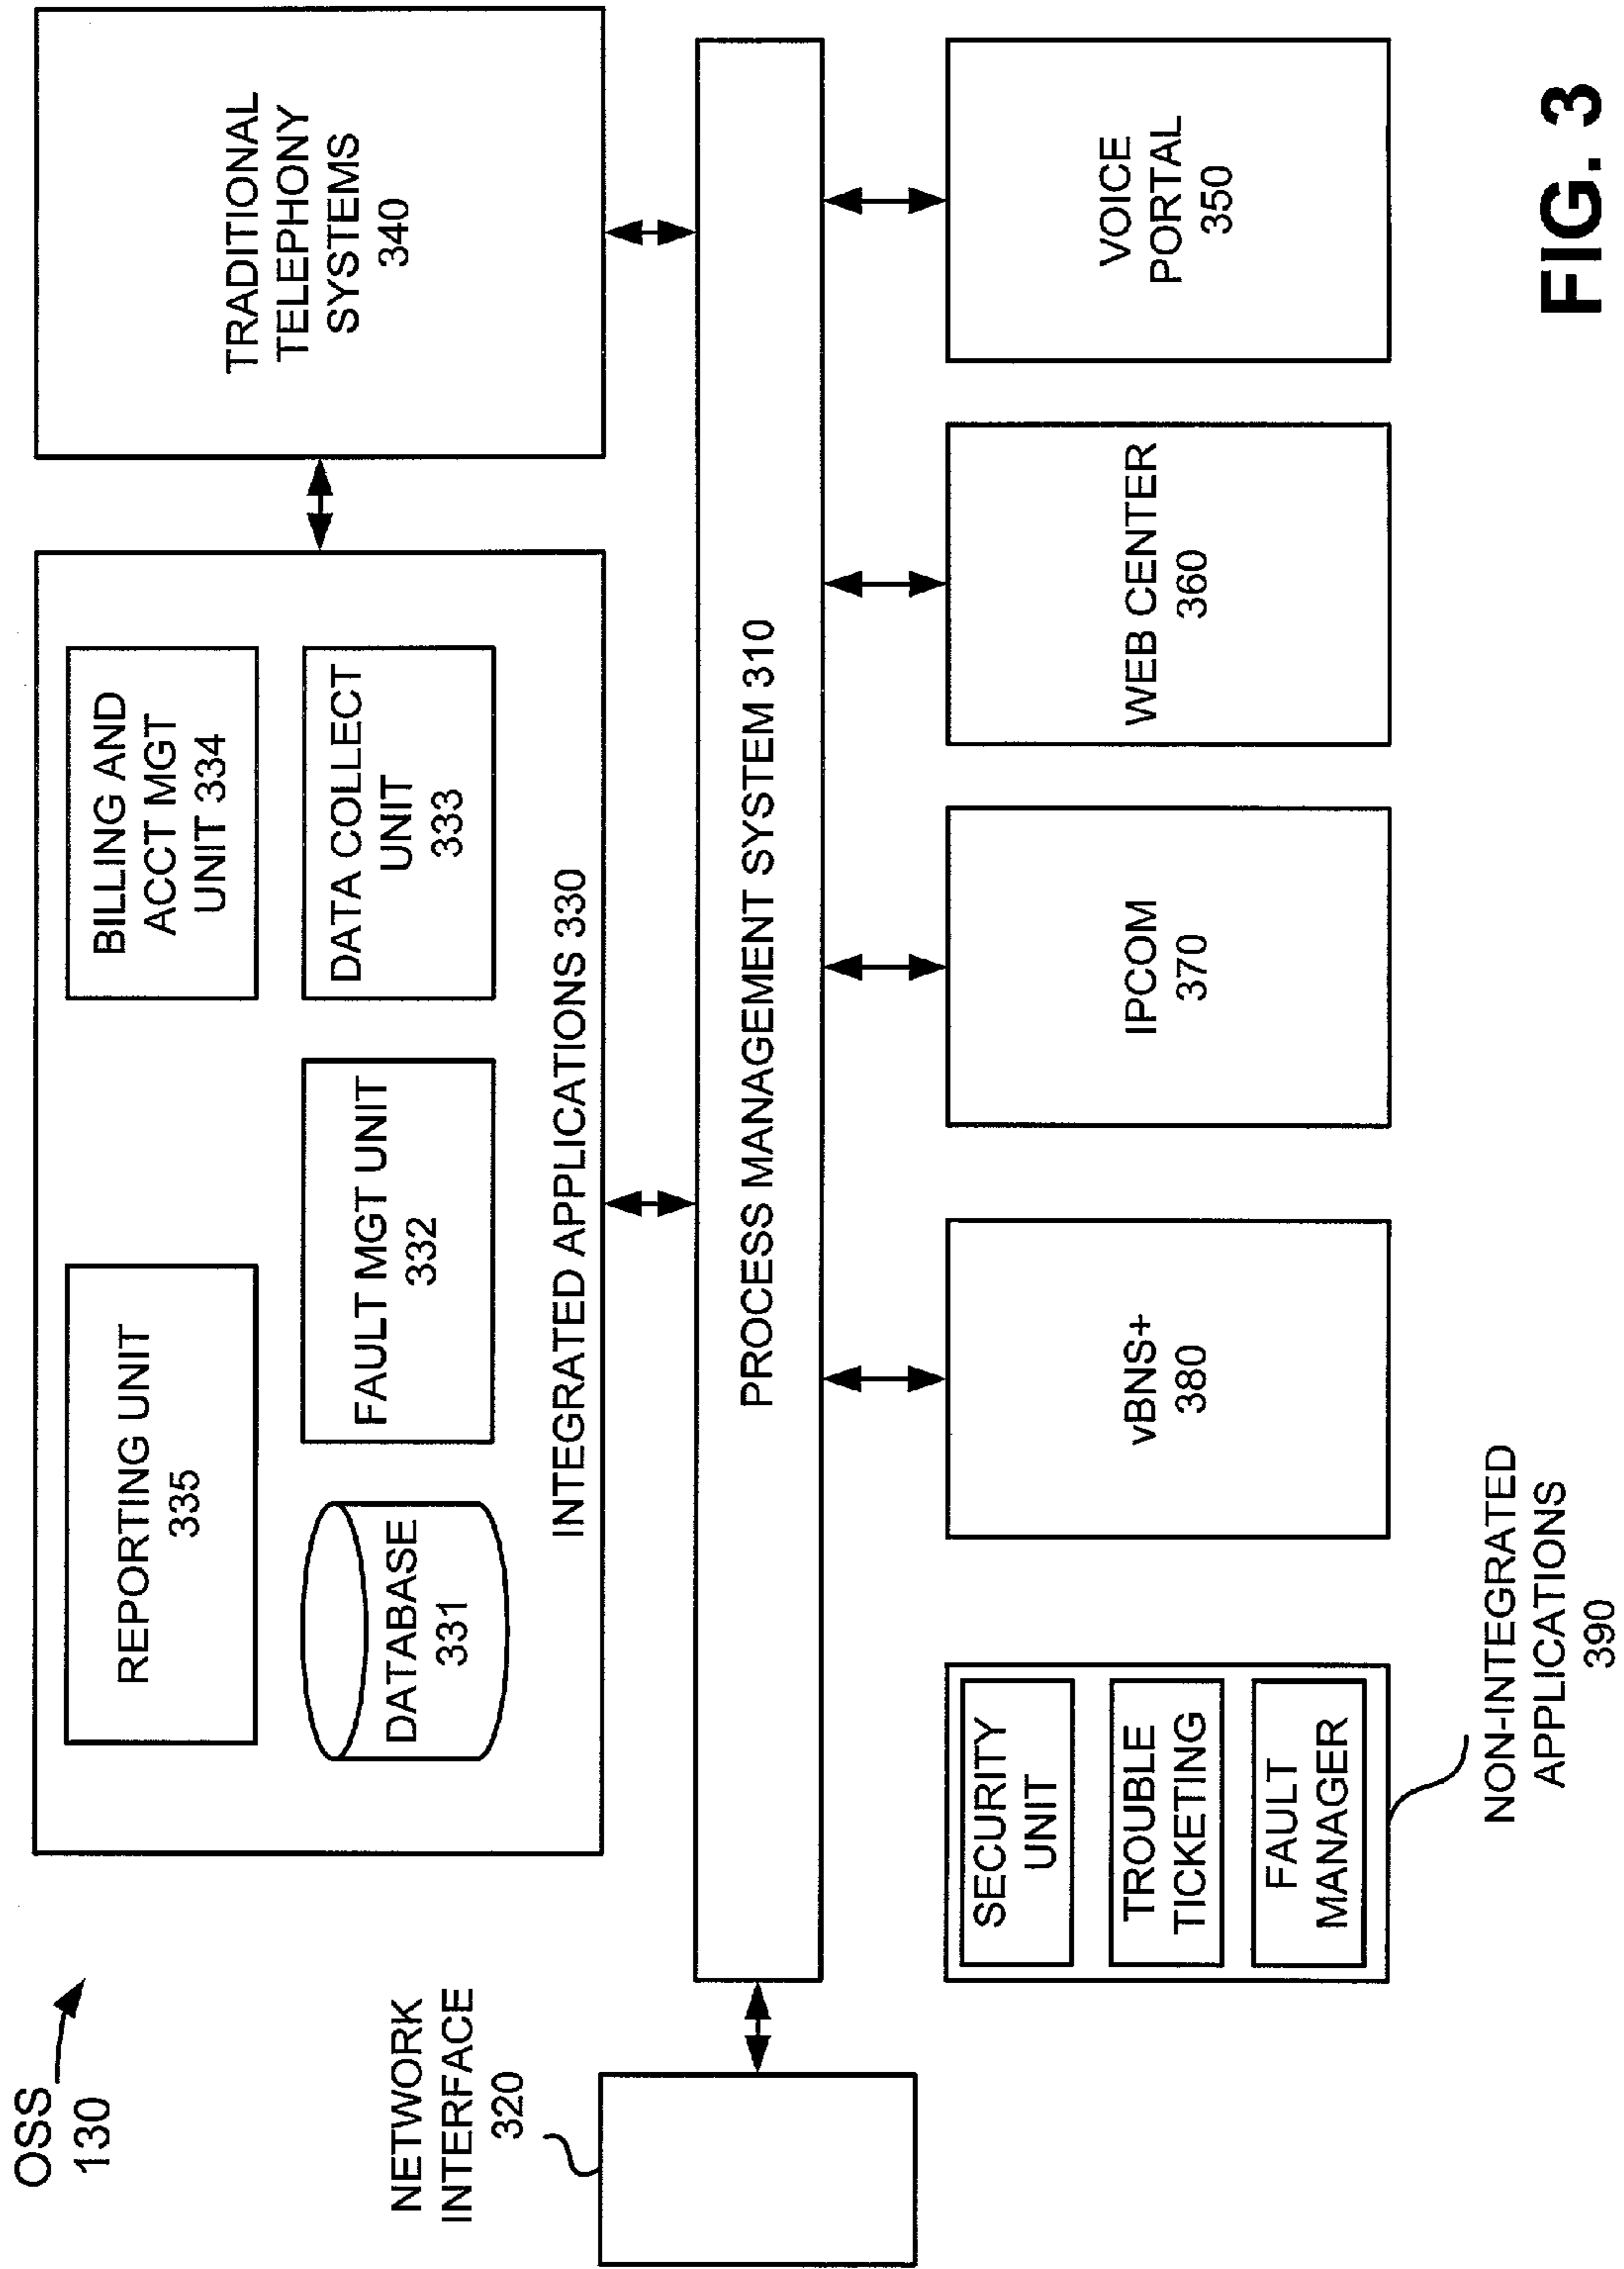 OSS
130
REPORTING UNIT
335
BILLING AND
ACCT MGT
UNIT 334
DATABASE
331
FAULT MGT UNIT
332
DATA COLLECT
UNIT
333
INTEGRATED APPLICATIONS 330
TRADITIONAL
TELEPHONY
SYSTEMS
340
NETWORK
INTERFACE
320
PROCESS MANAGEMENT SYSTEM 310
SECURITY
UNIT
TROUBLE
TICKETING
FAULT
MANAGER
NON-INTEGRATED
APPLICATIONS
390
vBNS+
380
IPCOM
370
WEB CENTER
360
VOICE
PORTAL
350
FIG. 3